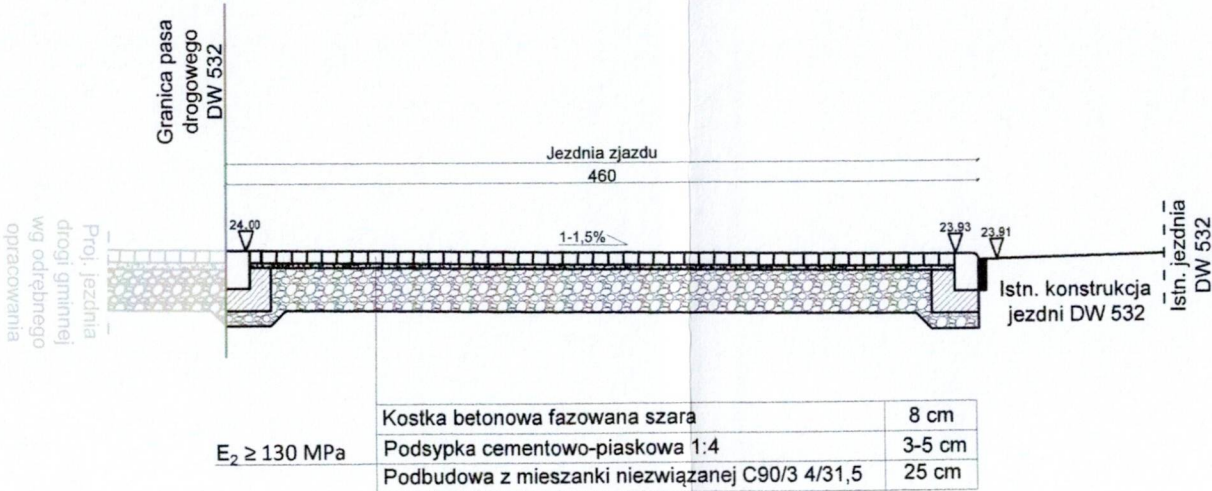 Granica pasa
drogowego
DW 532
Jezdnia zjazdu
460
24.00
1-1,5%
23.93
23.91
Proj. jezdnia
drogi gminnej
wg odrębnego
opracowania
Istn. konstrukcja
jezdni DW 532
Istn. jezdnia
DW 532
Kostka betonowa fazowana szara 8 cm
Podsypka cementowo-piaskowa 1:4 3-5 cm
E2 ≥ 130 MPa
Podbudowa z mieszanki niezwiązanej C90/3 4/31,5 25 cm